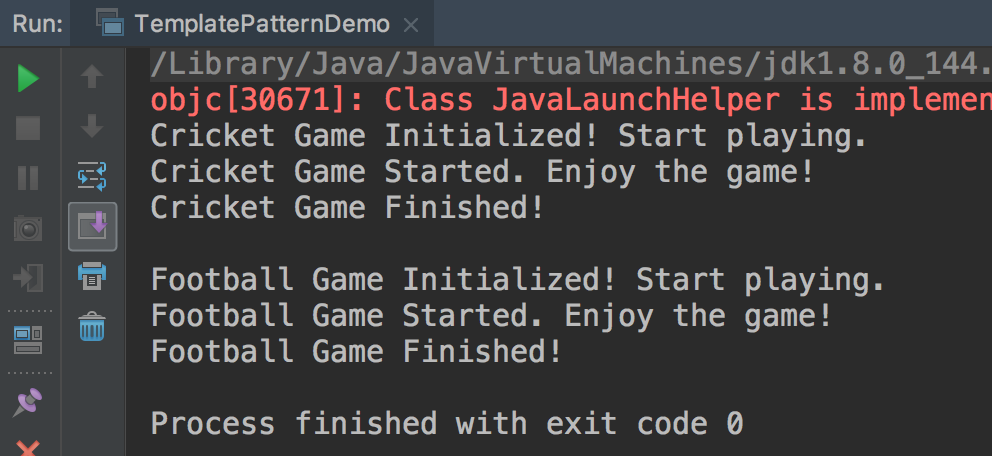 Run: TemplatePatternDemo
/Library/Java/JavaVirtualMachines/jdk1.8.0_144.
objc[30671]: Class JavaLaunchHelper is implemen
Cricket Game Initialized! Start playing.
Cricket Game Started. Enjoy the game!
Cricket Game Finished!
Football Game Initialized! Start playing.
Football Game Started. Enjoy the game!
Football Game Finished!
Process finished with exit code 0